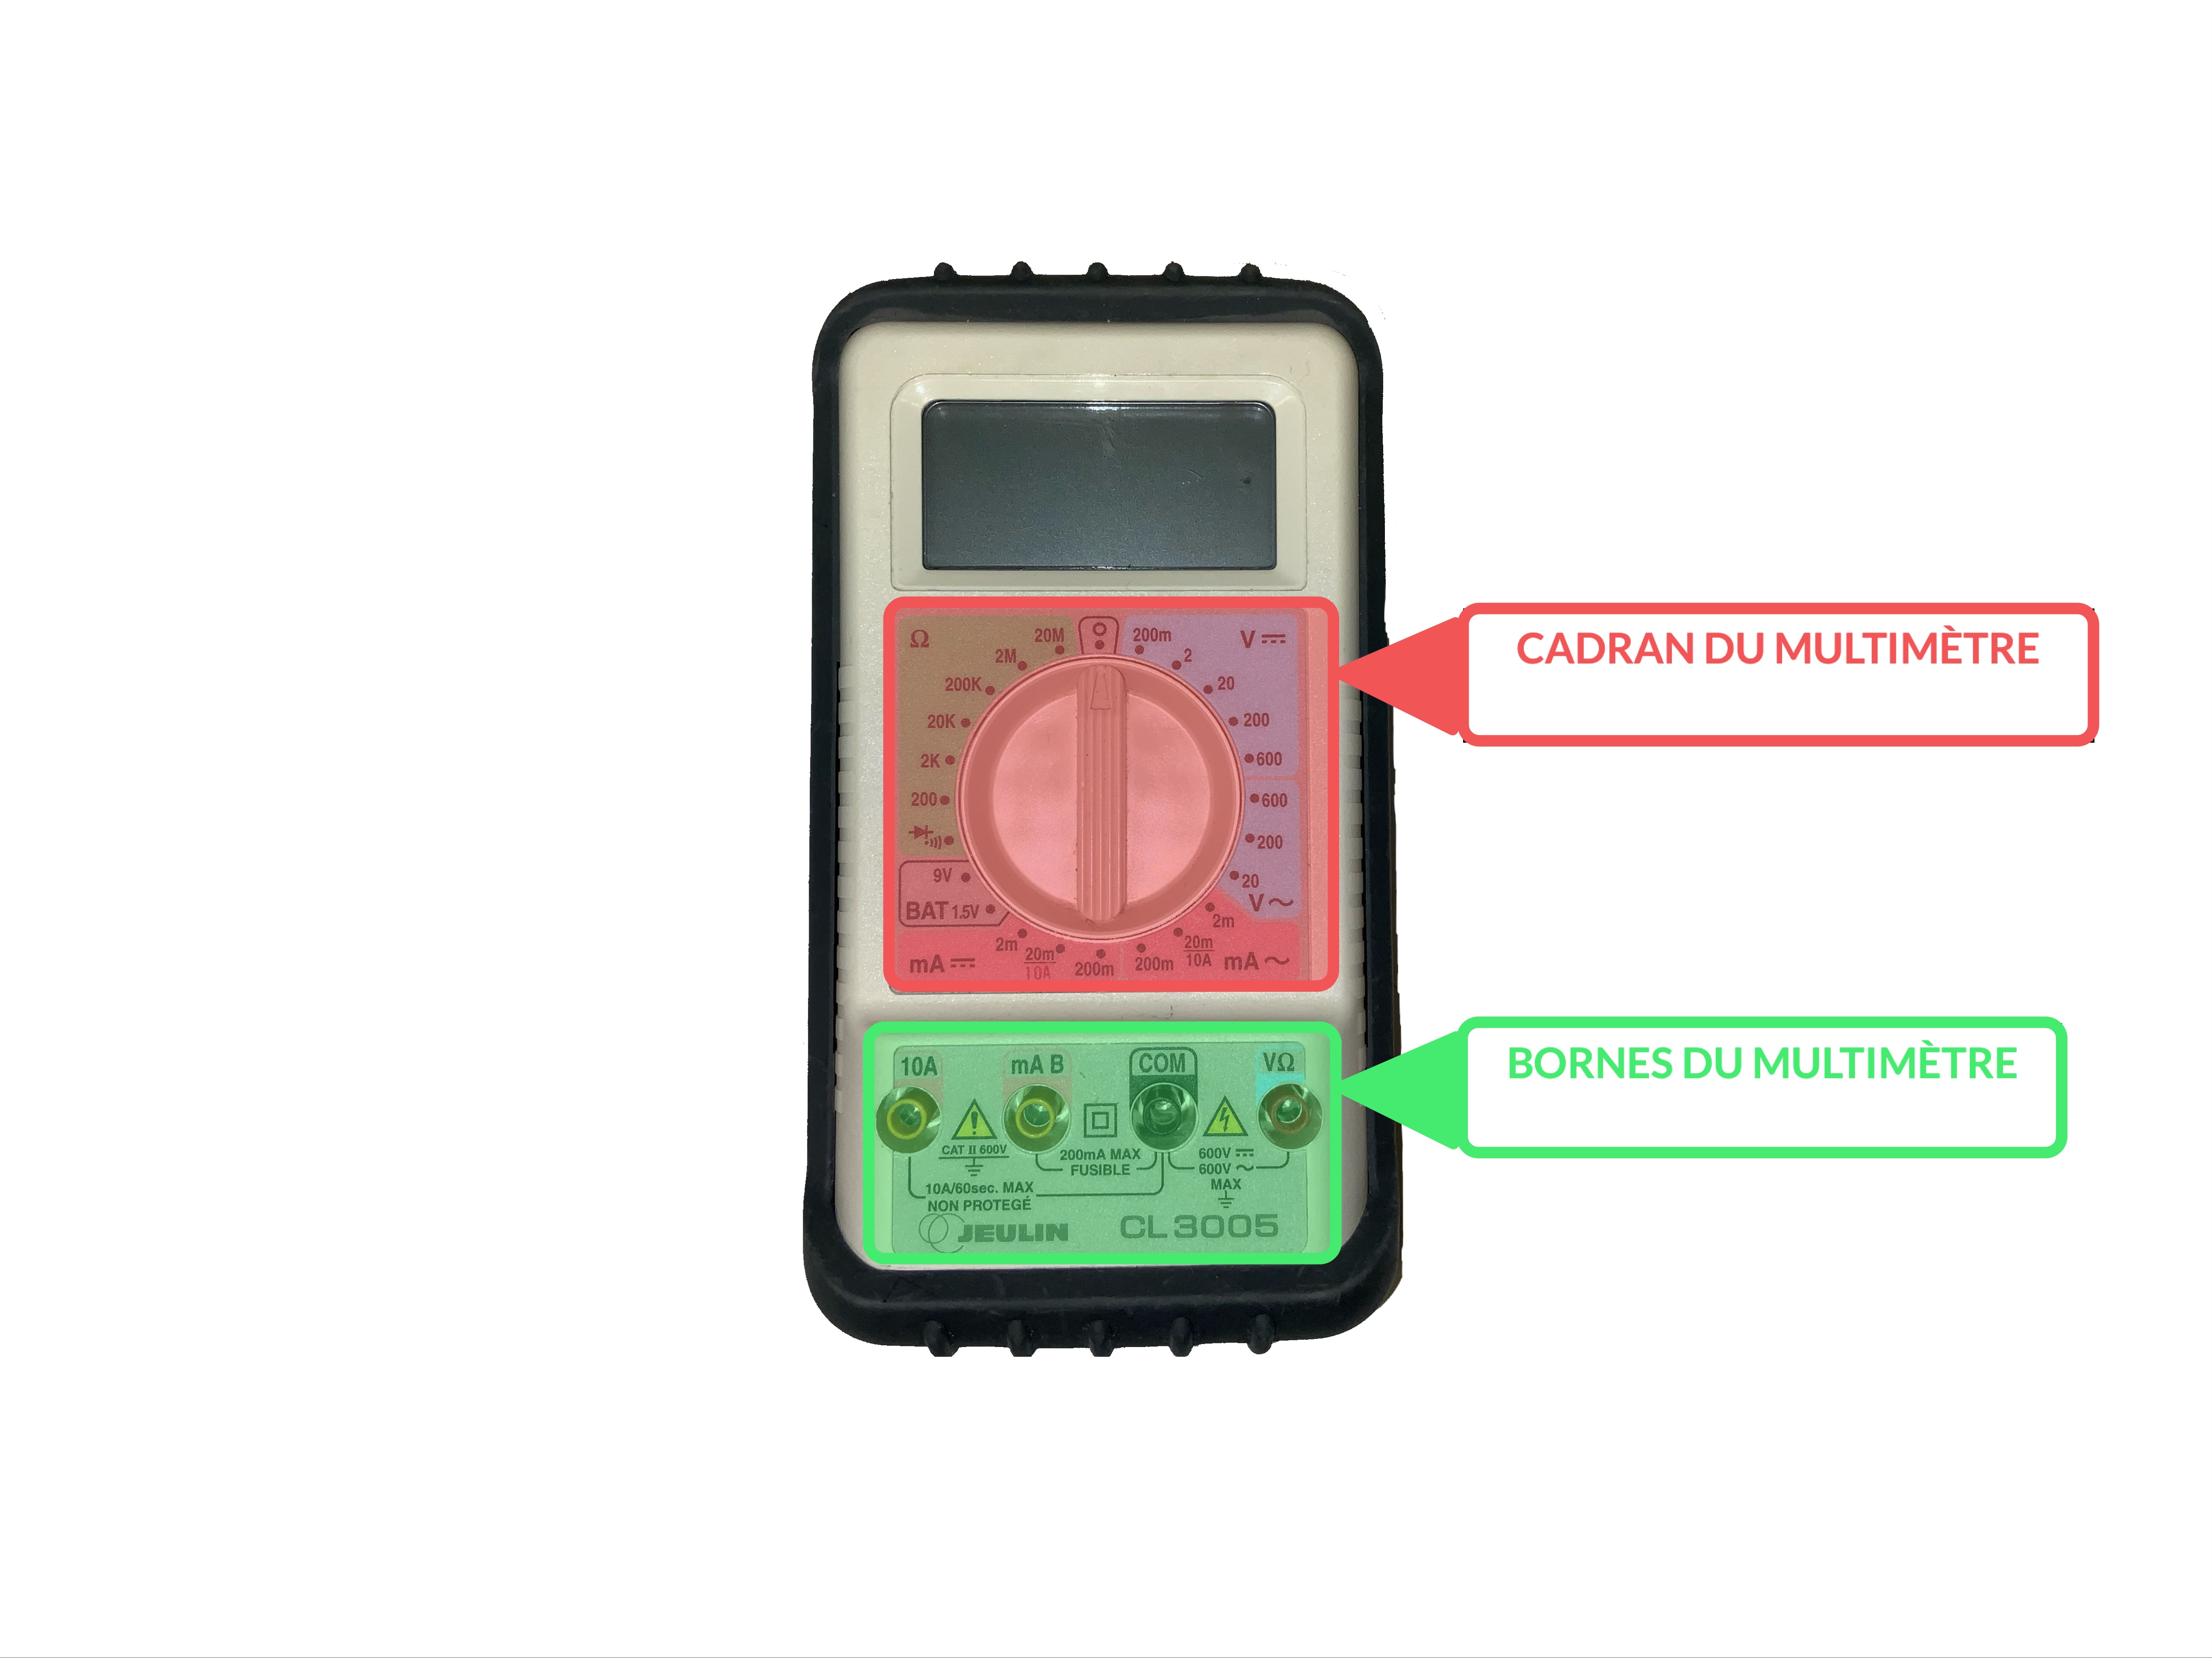 Ω
20M
200m
V
2M
2
200K
20
20K
200
2K
600
200
600
200
9V
20
BAT 1.5V
V
2m
2m
20m
10A
200m
200m
20m
10A
mA
mA
CADRAN DU MULTIMÈTRE
10A
mA B
COM
VΩ
CAT II 600V
200mA MAX
FUSIBLE
600V
600V
MAX
10A/60sec. MAX
NON PROTEGÉ
JEULIN
CL3005
BORNES DU MULTIMÈTRE